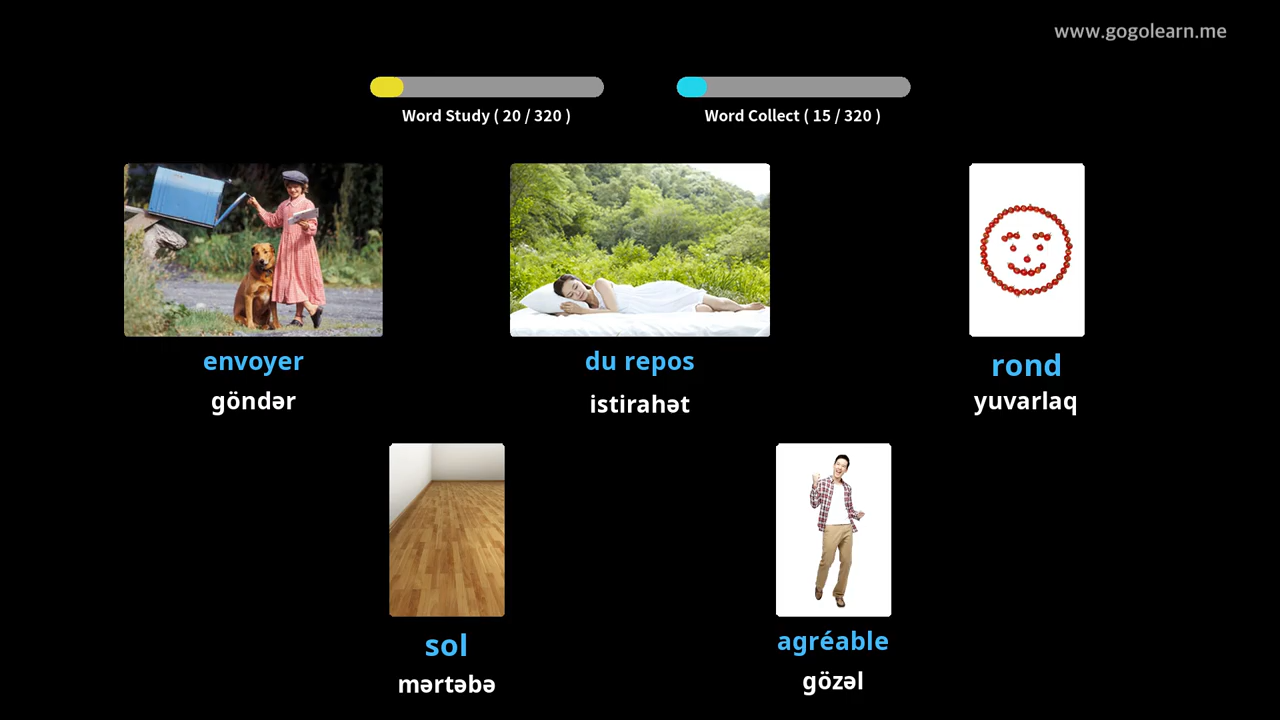 www.gogolearn.me
Word Study ( 20 / 320 )
Word Collect ( 15 / 320 )
envoyer
göndər
du repos
istirahət
rond
yuvarlaq
sol
mərtəbə
agréable
gözəl